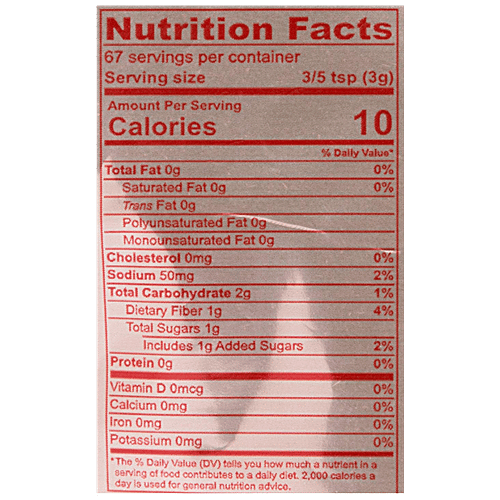 Nutrition Facts
67 servings per container
Serving size 3/5 tsp (3g)
Amount Per Serving
Calories 10
% Daily Value*
Total Fat 0g 0%
Saturated Fat 0g 0%
Trans Fat 0g
Polyunsaturated Fat 0g
Monounsaturated Fat 0g
Cholesterol 0mg 0%
Sodium 50mg 2%
Total Carbohydrate 2g 1%
Dietary Fiber 1g 4%
Total Sugars 1g
Includes 1g Added Sugars 2%
Protein 0g 0%
Vitamin D 0mcg 0%
Calcium 0mg 0%
Iron 0mg 0%
Potassium 0mg 0%
*The % Daily Value (DV) tells you how much a nutrient in a
serving of food contributes to a daily diet. 2,000 calories a
day is used for general nutrition advice.